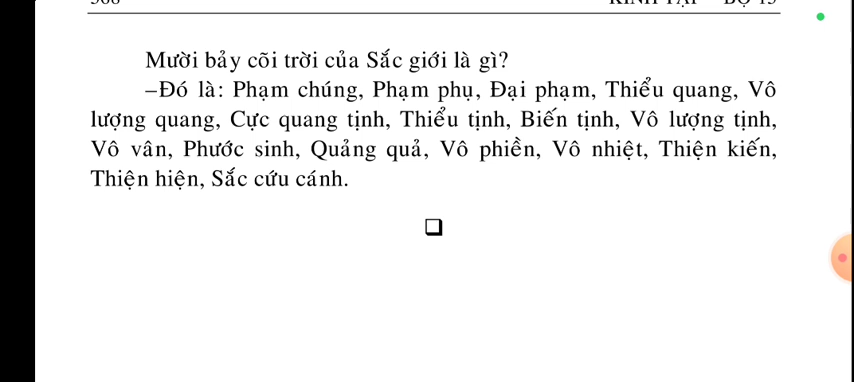 Mười bảy cõi trời của Sắc giới là gì?
–Đó là: Phạm chúng, Phạm phụ, Đại phạm, Thiểu quang, Vô
lượng quang, Cực quang tịnh, Thiểu tịnh, Biến tịnh, Vô lượng tịnh,
Vô vân, Phước sinh, Quảng quả, Vô phiền, Vô nhiệt, Thiện kiến,
Thiện hiện, Sắc cứu cánh.